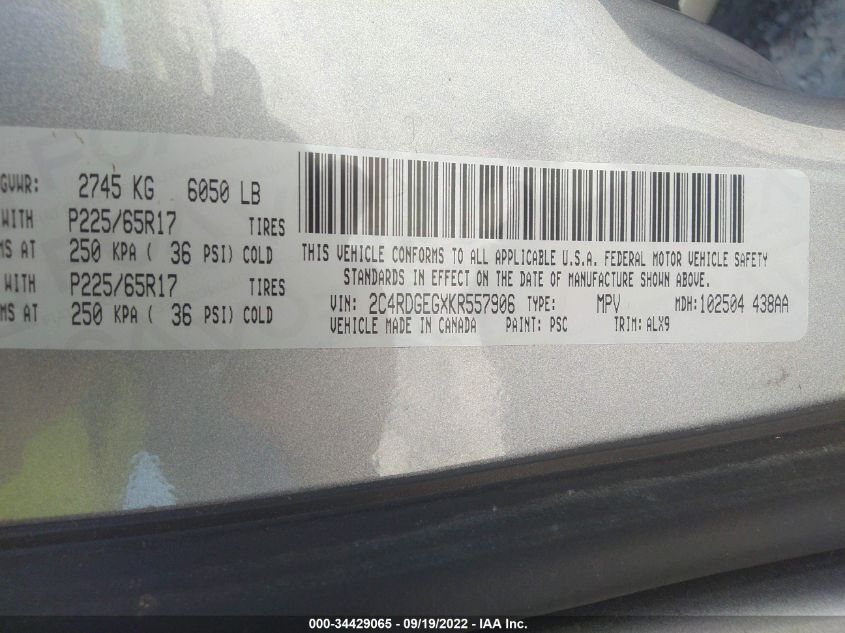 GVWR: 2745 KG 6050 LB
WITH P225/65R17 TIRES
MS AT 250 KPA ( 36 PSI) COLD
WITH P225/65R17 TIRES
MS AT 250 KPA ( 36 PSI) COLD
THIS VEHICLE CONFORMS TO ALL APPLICABLE U.S.A. FEDERAL MOTOR VEHICLE SAFETY
STANDARDS IN EFFECT ON THE DATE OF MANUFACTURE SHOWN ABOVE.
VIN: 2C4RDGEGXKR557906 TYPE: MPV MDH:102504 438AA
VEHICLE MADE IN CANADA PAINT: PSC TRIM: ALX9
000-34429065 - 09/19/2022 - IAA Inc.